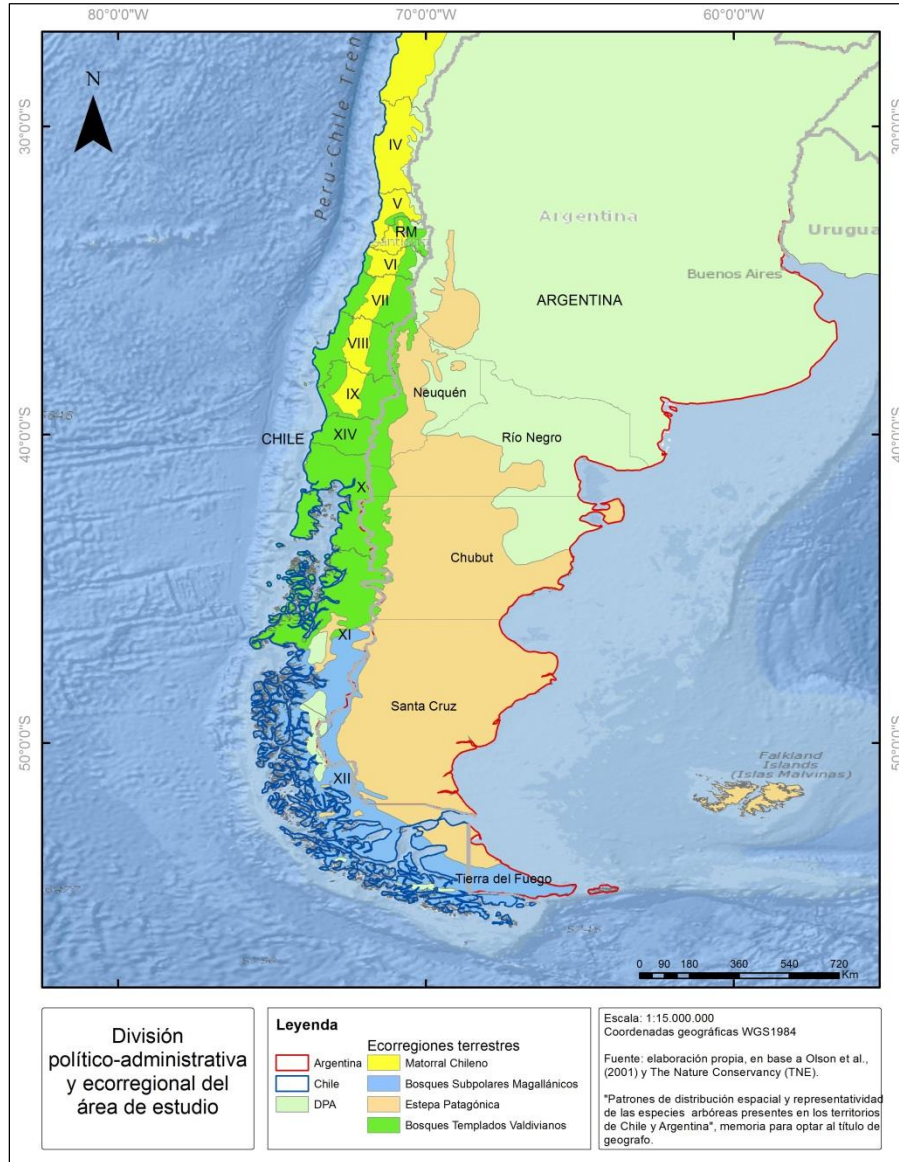 80°0'0"W 70°0'0"W 60°0'0"W
N
Peru-Chile Tren
30°0'0"S 30°0'0"S
IV
V
RM
VI
VII
VIII
IX
XIV
X
XI
XII
Argentina
Urugua
Buenos Aires
ARGENTINA
Neuquén
Río Negro
CHILE
40°0'0"S 40°0'0"S
Chubut
Santa Cruz
50°0'0"S 50°0'0"S
Falkland
Islands
(Islas Malvinas)
Tierra del Fuego
0 90 180 360 540 720
Km
División
político-administrativa
y ecorregional del
área de estudio
Leyenda
Ecorregiones terrestres
Argentina Matorral Chileno
Chile Bosques Subpolares Magallánicos
DPA Estepa Patagónica
Bosques Templados Valdivianos
Escala: 1:15.000.000
Coordenadas geográficas WGS1984
Fuente: elaboración propia, en base a Olson et al.,
(2001) y The Nature Conservancy (TNE).
"Patrones de distribución espacial y representatividad
de las especies arbóreas presentes en los territorios
de Chile y Argentina", memoria para optar al título de
geografo.